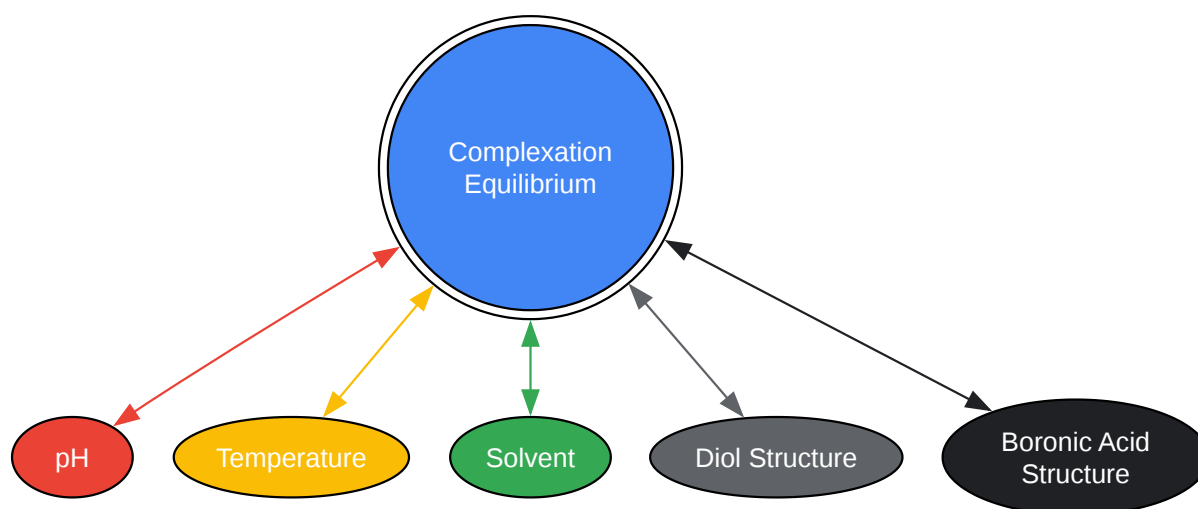 Complexation
Equilibrium
pH
Temperature
Solvent
Diol Structure
Boronic Acid
Structure